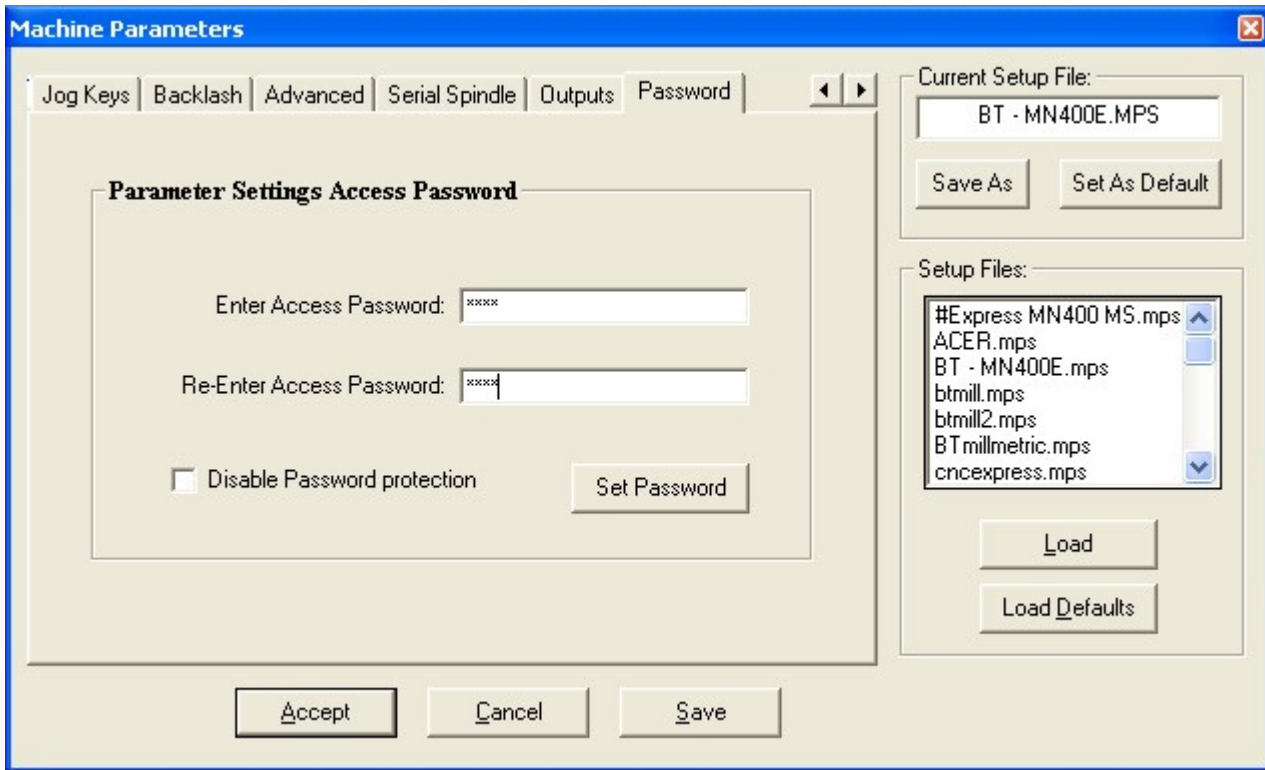 Machine Parameters
Jog Keys Backlash Advanced Serial Spindle Outputs Password
Parameter Settings Access Password
Enter Access Password: ****
Re-Enter Access Password: ****
Disable Password protection
Set Password
Accept Cancel Save
Current Setup File:
BT - MN400E.MPS
Save As Set As Default
Setup Files:
#Express MN400 MS.mps
ACER.mps
BT - MN400E.mps
btmill.mps
btmill2.mps
BTmillmetric.mps
cncexpress.mps
Load
Load Defaults